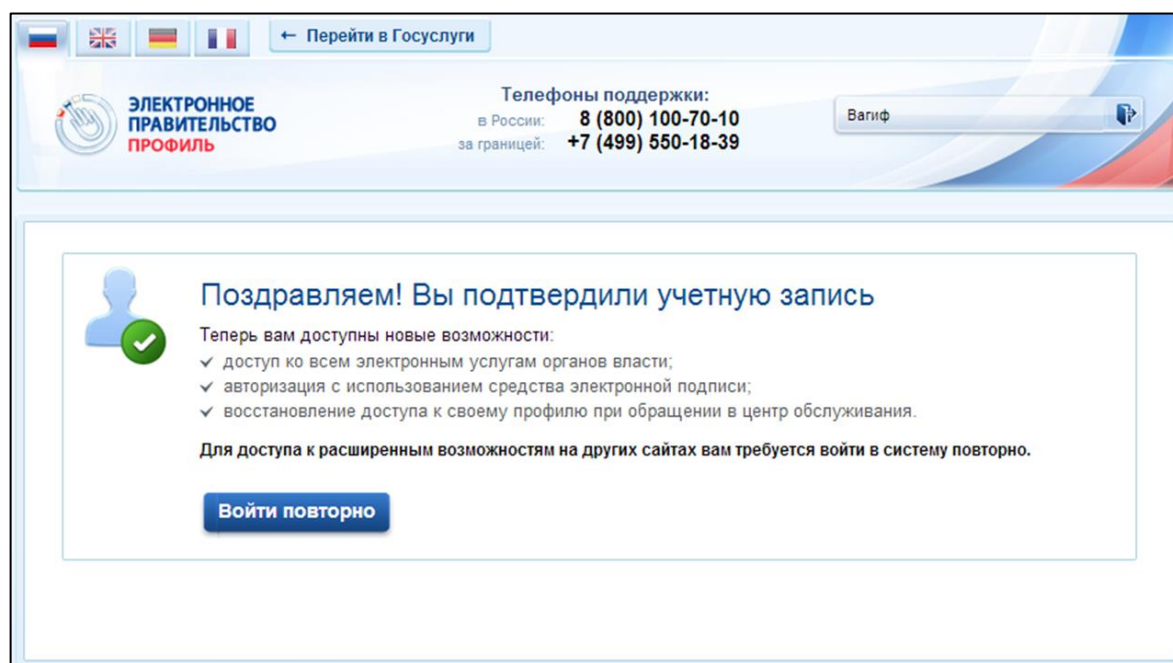 ← Перейти в Госуслуги
ЭЛЕКТРОННОЕ
ПРАВИТЕЛЬСТВО
ПРОФИЛЬ
Телефоны поддержки:
в России: 8 (800) 100-70-10
за границей: +7 (499) 550-18-39
Вагиф
Поздравляем! Вы подтвердили учетную запись
Теперь вам доступны новые возможности:
✓ доступ ко всем электронным услугам органов власти;
✓ авторизация с использованием средства электронной подписи;
✓ восстановление доступа к своему профилю при обращении в центр обслуживания.
Для доступа к расширенным возможностям на других сайтах вам требуется войти в систему повторно.
Войти повторно